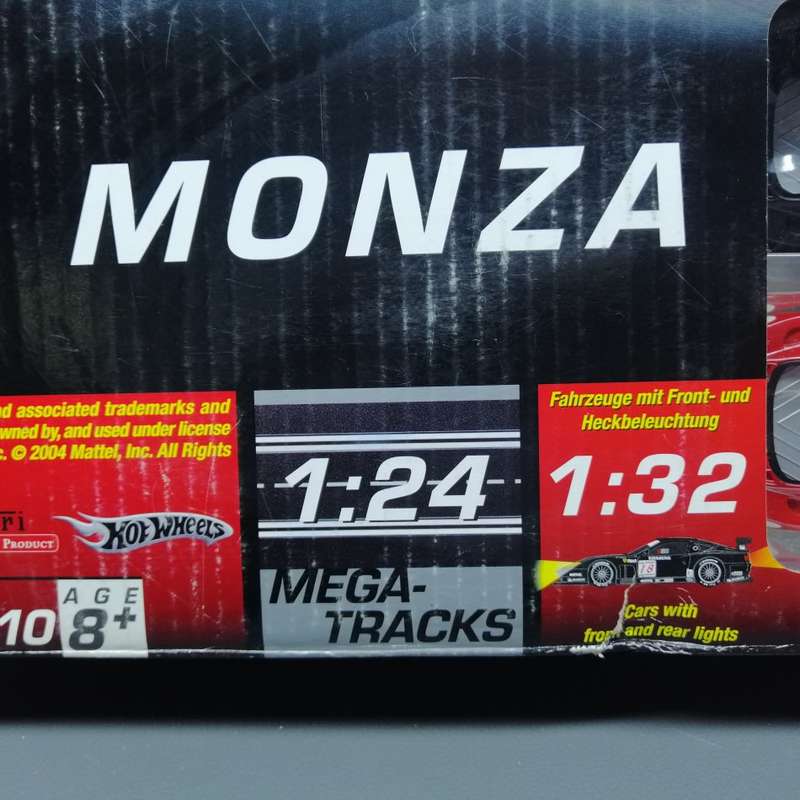 MONZA
nd associated trademarks and
wned by, and used under license
c. © 2004 Mattel, Inc. All Rights
ri
PRODUCT
HOT WHEELS
10
AGE
8+
1:24
MEGA-
TRACKS
Fahrzeuge mit Front- und
Heckbeleuchtung
1:32
18
Cars with
front and rear lights